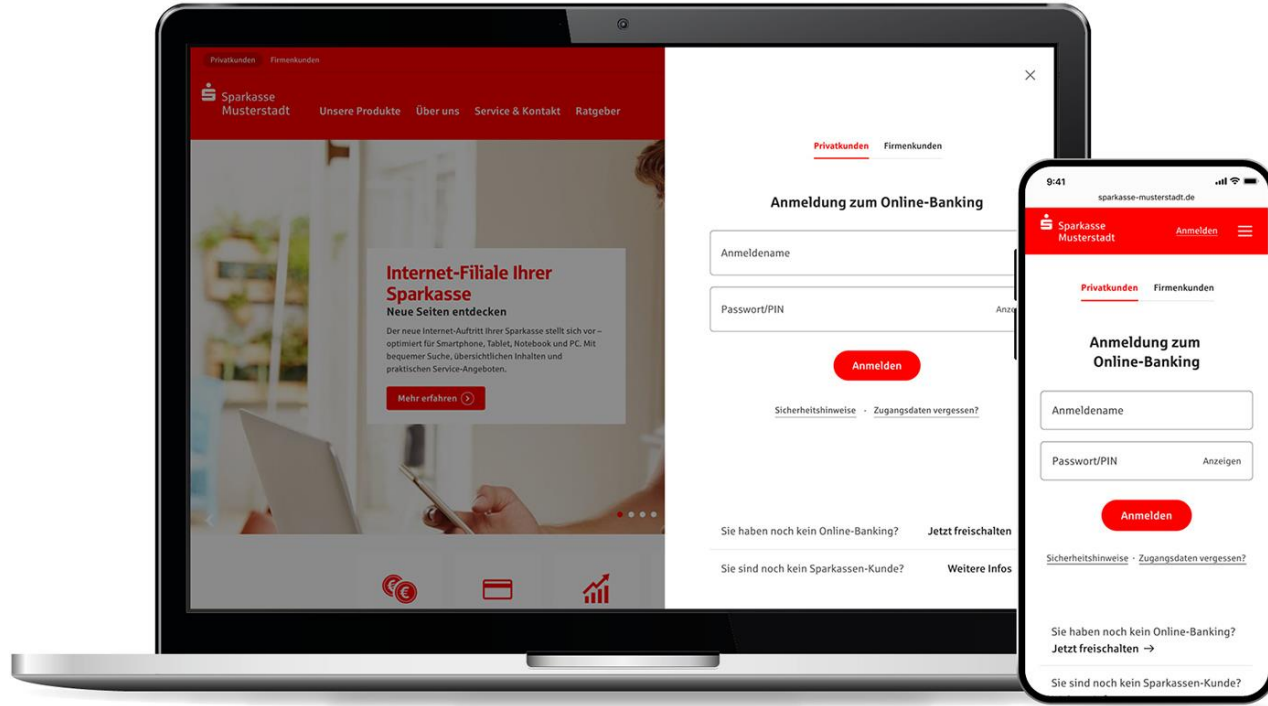 Privatkunden Firmenkunden
Sparkasse
Musterstadt
Unsere Produkte Über uns Service & Kontakt Ratgeber
Internet-Filiale Ihrer
Sparkasse
Neue Seiten entdecken
Der neue Internet-Auftritt Ihrer Sparkasse stellt sich vor –
optimiert für Smartphone, Tablet, Notebook und PC. Mit
bequemer Suche, übersichtlichen Inhalten und
praktischen Service-Angeboten.
Mehr erfahren
Privatkunden Firmenkunden
Anmeldung zum Online-Banking
Anmeldename
Passwort/PIN
Anmelden
Sicherheitshinweise · Zugangsdaten vergessen?
Sie haben noch kein Online-Banking? Jetzt freischalten
Sie sind noch kein Sparkassen-Kunde? Weitere Infos
9:41
sparkasse-musterstadt.de
Sparkasse
Musterstadt
Anmelden
Privatkunden Firmenkunden
Anmeldung zum
Online-Banking
Anmeldename
Passwort/PIN Anzeigen
Anmelden
Sicherheitshinweise · Zugangsdaten vergessen?
Sie haben noch kein Online-Banking?
Jetzt freischalten →
Sie sind noch kein Sparkassen-Kunde?